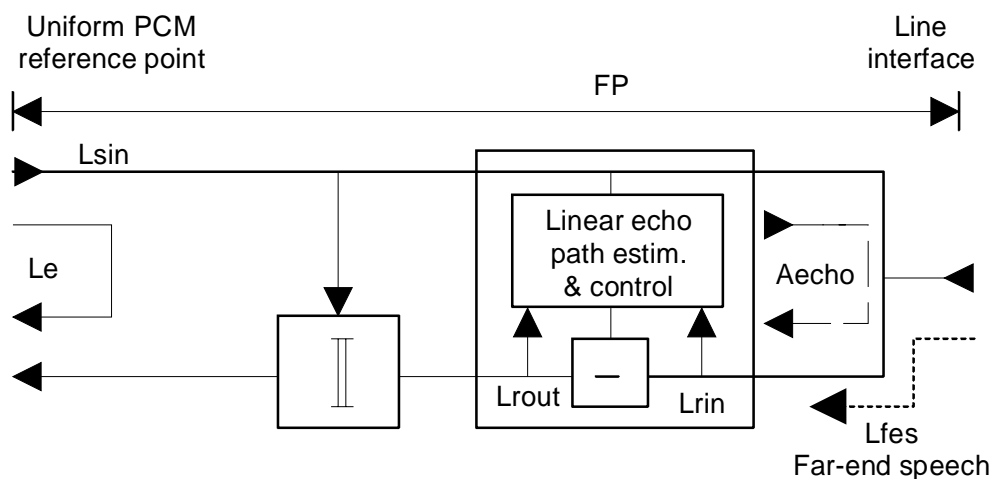 Uniform PCM
reference point
Line
interface
FP
Lsin
Linear echo
path estim.
& control
Le
Aecho
Lrout
Lrin
Lfes
Far-end speech